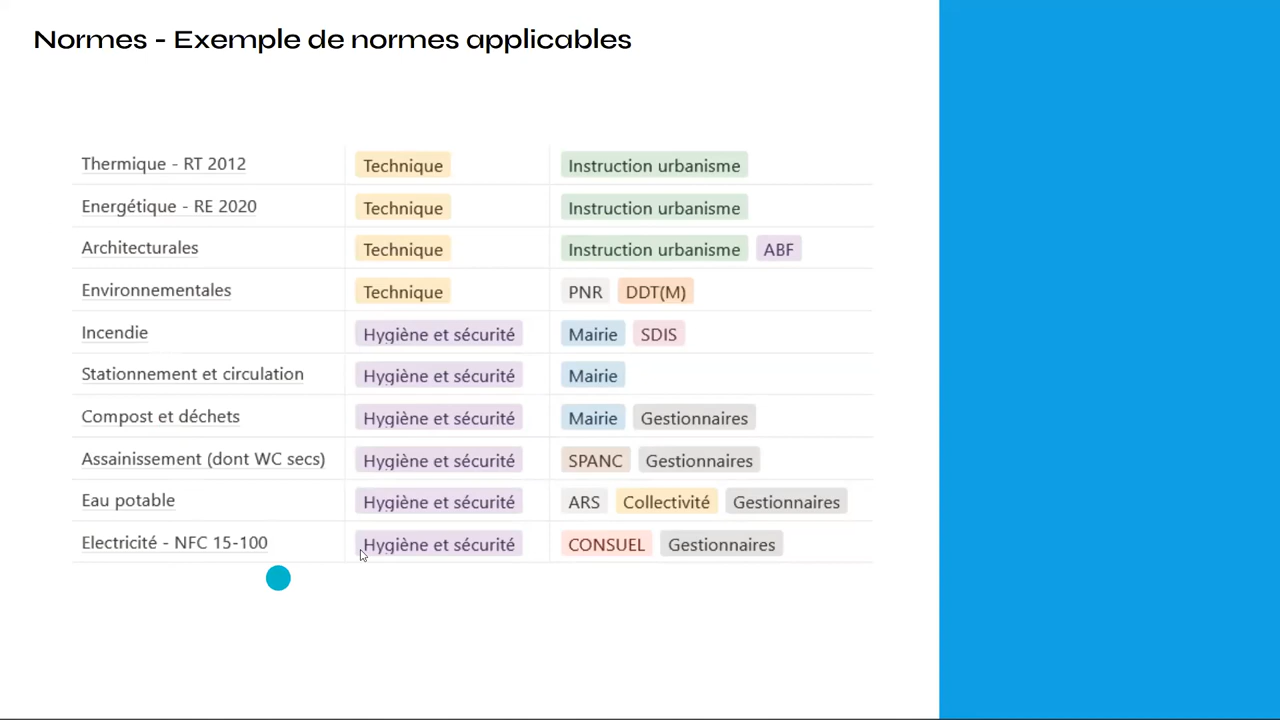 Normes - Exemple de normes applicables
Thermique - RT 2012 Technique Instruction urbanisme
Energétique - RE 2020 Technique Instruction urbanisme
Architecturales Technique Instruction urbanisme ABF
Environnementales Technique PNR DDT(M)
Incendie Hygiène et sécurité Mairie SDIS
Stationnement et circulation Hygiène et sécurité Mairie
Compost et déchets Hygiène et sécurité Mairie Gestionnaires
Assainissement (dont WC secs) Hygiène et sécurité SPANC Gestionnaires
Eau potable Hygiène et sécurité ARS Collectivité Gestionnaires
Electricité - NFC 15-100 Hygiène et sécurité CONSUEL Gestionnaires